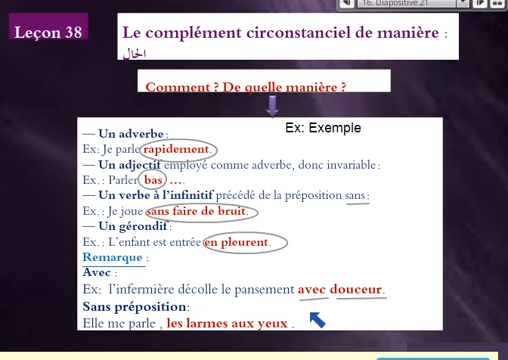 16. Diapositive 21
Leçon 38
Le complément circonstanciel de manière :
الحال
Comment ? De quelle manière ?
Ex: Exemple
— Un adverbe :
Ex: Je parle rapidement.
— Un adjectif employé comme adverbe, donc invariable :
Ex. : Parler bas ….
— Un verbe à l’infinitif précédé de la préposition sans :
Ex. : Je joue sans faire de bruit.
— Un gérondif :
Ex. : L’enfant est entrée en pleurent.
Remarque :
Avec :
Ex: l’infermière décolle le pansement avec douceur.
Sans préposition:
Elle me parle , les larmes aux yeux .